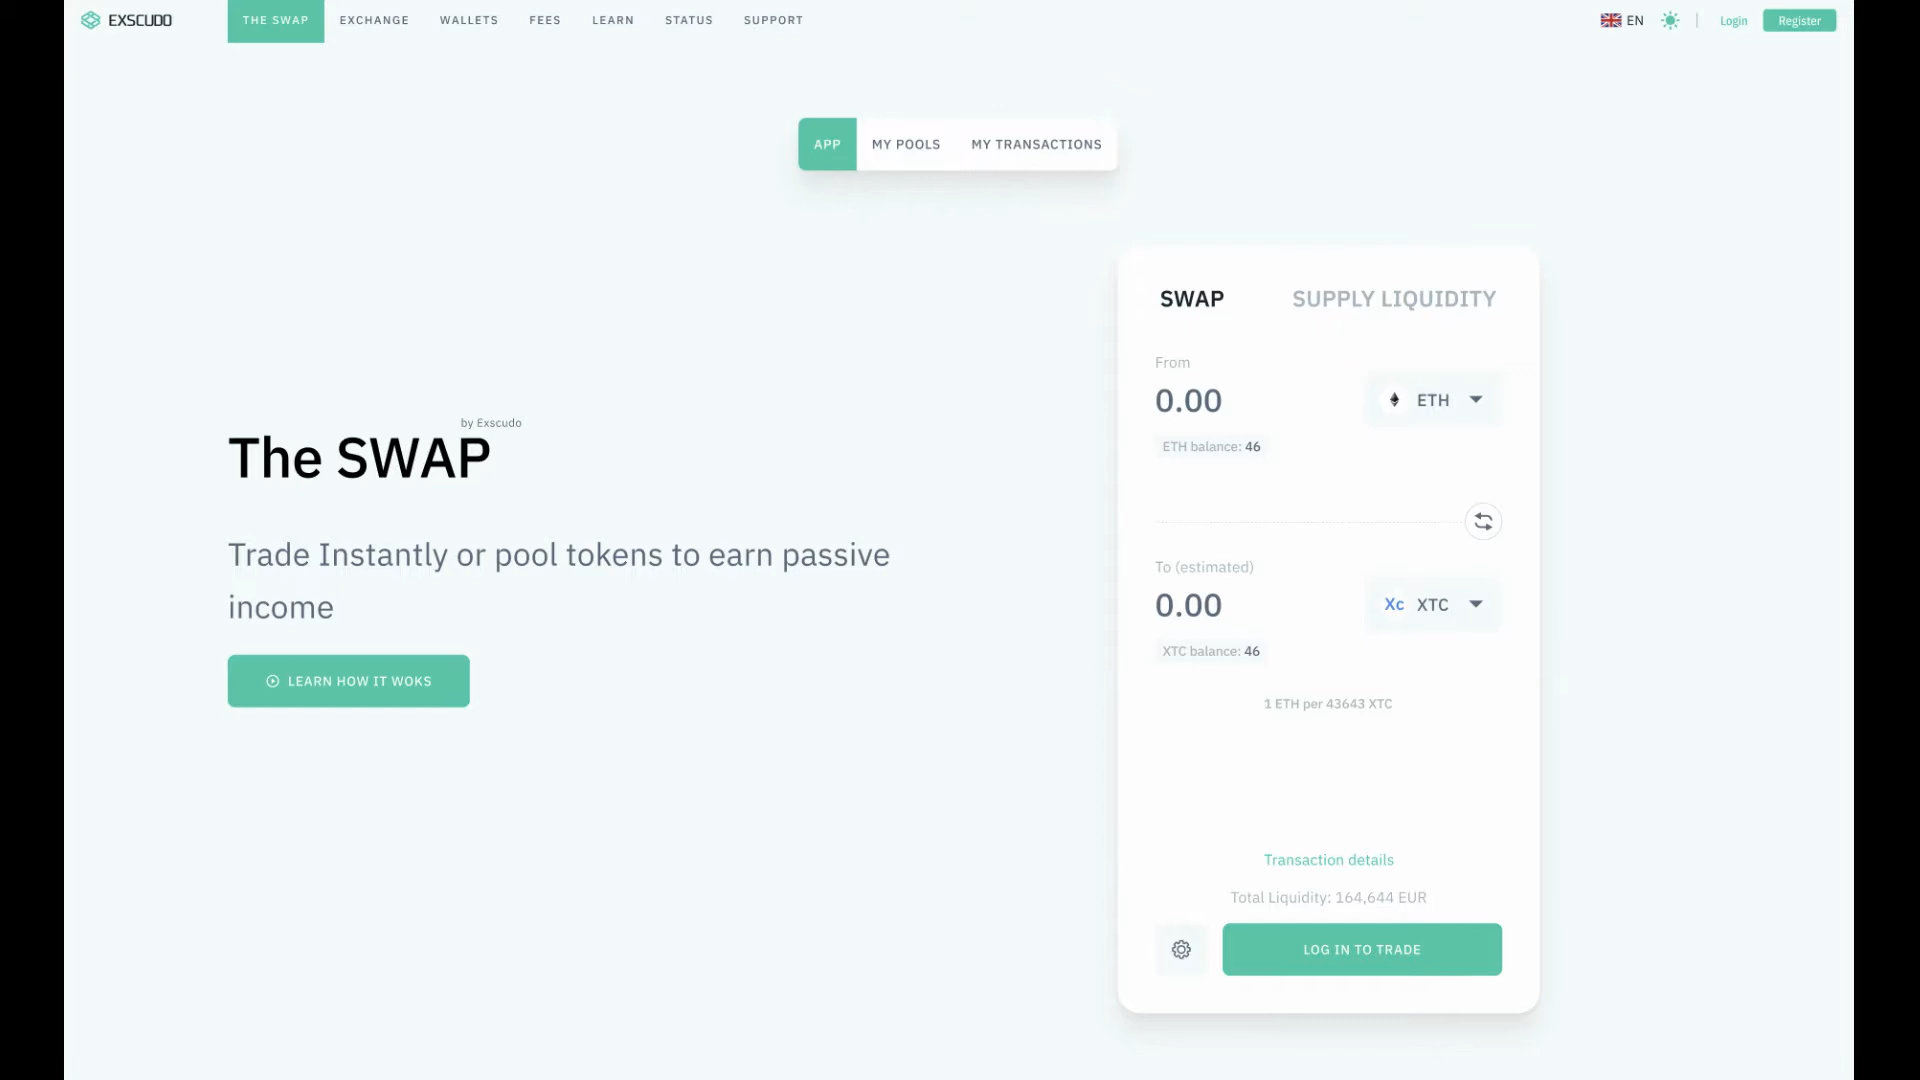 EXSCUDO
THE SWAP
EXCHANGE
WALLETS
FEES
LEARN
STATUS
SUPPORT
EN
Login
Register
APP
MY POOLS
MY TRANSACTIONS
by Exscudo
The SWAP
Trade Instantly or pool tokens to earn passive
income
LEARN HOW IT WOKS
SWAP
SUPPLY LIQUIDITY
From
0.00
ETH
ETH balance: 46
To (estimated)
0.00
Xc XTC
XTC balance: 46
1 ETH per 43643 XTC
Transaction details
Total Liquidity: 164,644 EUR
LOG IN TO TRADE